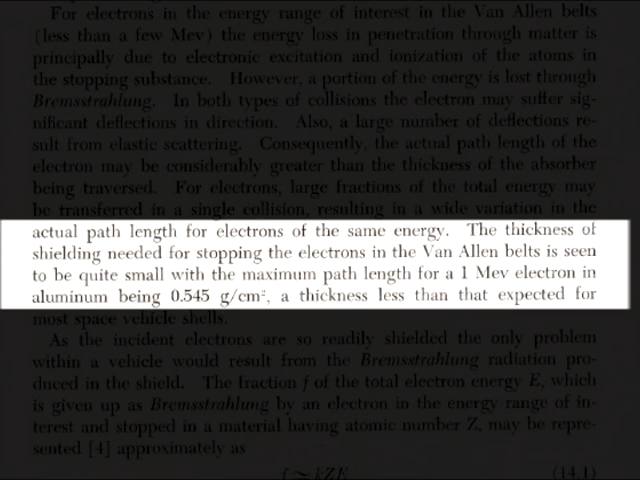 For electrons in the energy range of interest in the Van Allen belts
(less than a few Mev) the energy loss in penetration through matter is
principally due to electronic excitation and ionization of the atoms in
the stopping substance. However, a portion of the energy is lost through
Bremsstrahlung. In both types of collisions the electron may suffer sig-
nificant deflections in direction. Also, a large number of deflections re-
sult from elastic scattering. Consequently, the actual path length of the
electron may be considerably greater than the thickness of the absorber
being traversed. For electrons, large fractions of the total energy may
be transferred in a single collision, resulting in a wide variation in the
actual path length for electrons of the same energy. The thickness of
shielding needed for stopping the electrons in the Van Allen belts is seen
to be quite small with the maximum path length for a 1 Mev electron in
aluminum being 0.545 g/cm², a thickness less than that expected for
most space vehicle shells.
As the incident electrons are so readily shielded the only problem
within a vehicle would result from the Bremsstrahlung radiation pro-
duced in the shield. The fraction f of the total electron energy E, which
is given up as Bremsstrahlung by an electron in the energy range of in-
terest and stopped in a material having atomic number Z, may be repre-
sented [4] approximately as
f ≃ kZE (14.1)